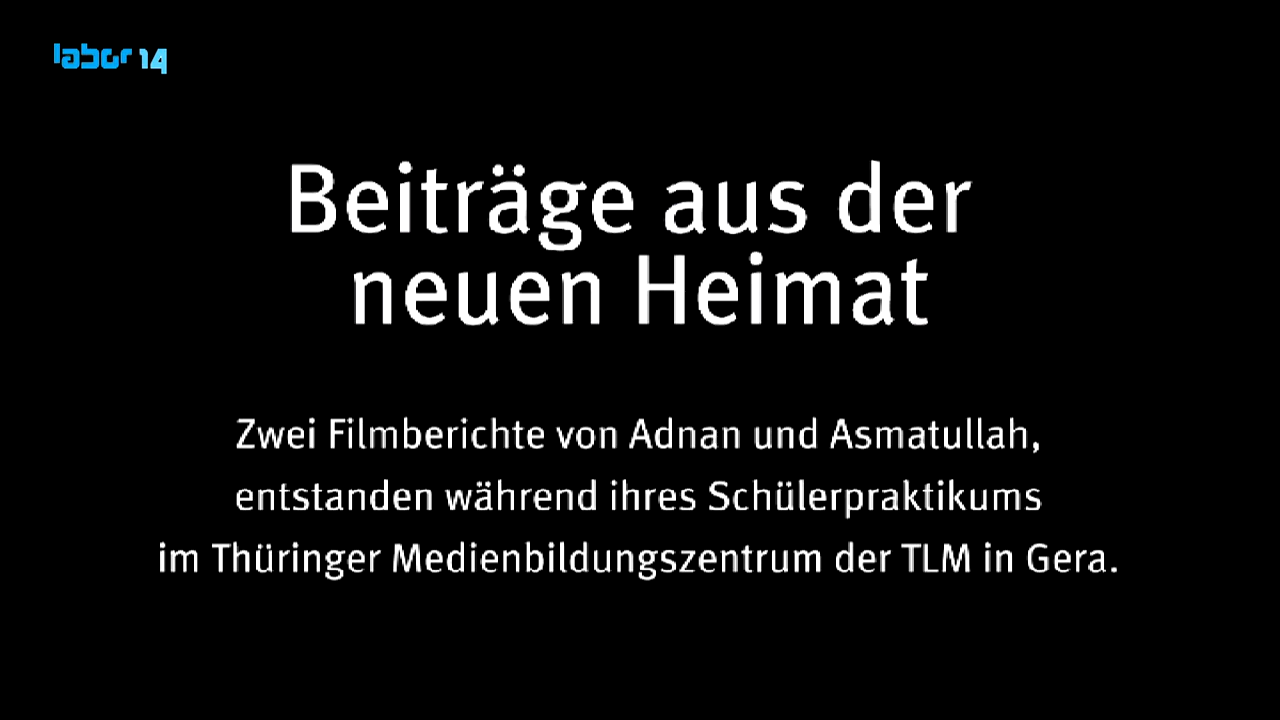 labor 14
Beiträge aus der
neuen Heimat
Zwei Filmberichte von Adnan und Asmatullah,
entstanden während ihres Schülerpraktikums
im Thüringer Medienbildungszentrum der TLM in Gera.